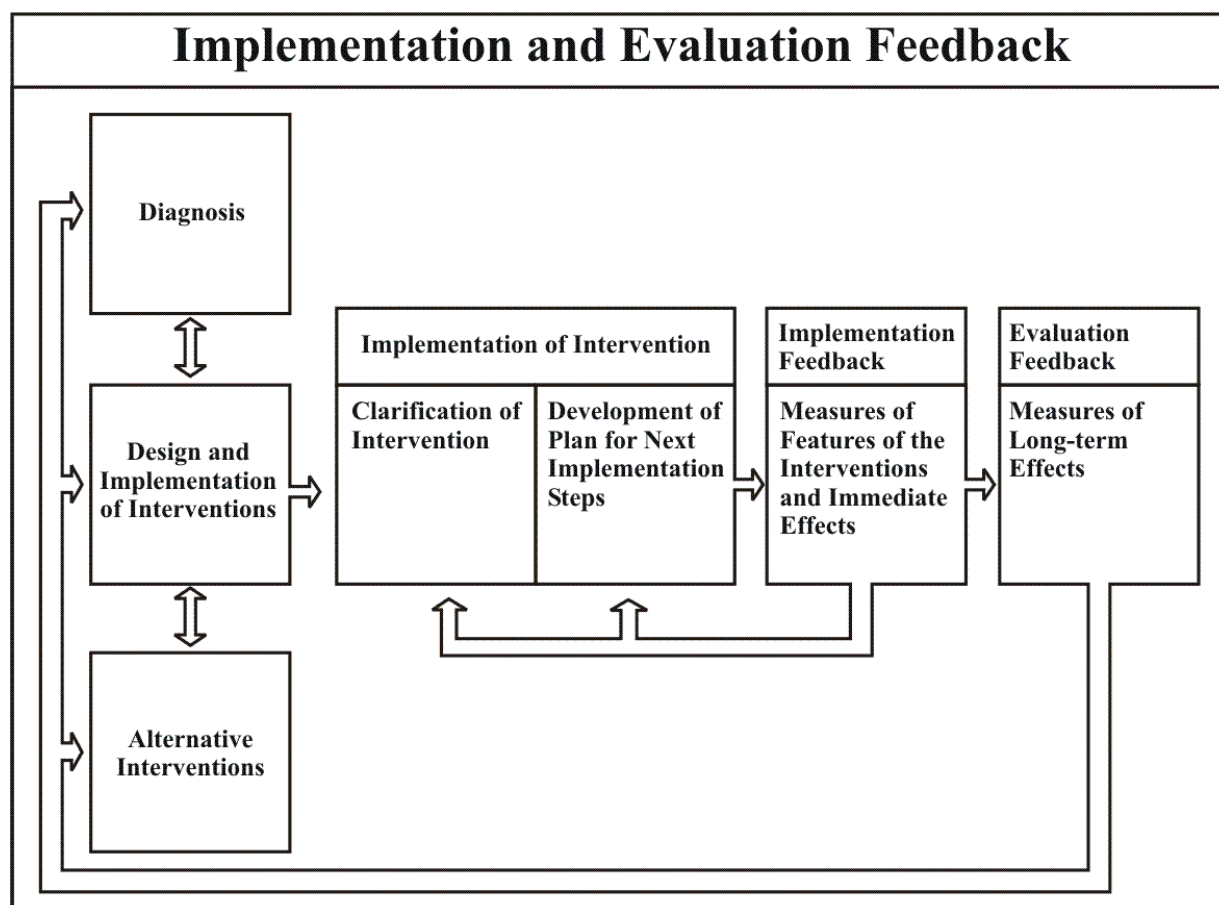 Implementation and Evaluation Feedback
Diagnosis
Design and
Implementation
of Interventions
Alternative
Interventions
Implementation of Intervention
Clarification of
Intervention
Development of
Plan for Next
Implementation
Steps
Implementation
Feedback
Measures of
Features of the
Interventions
and Immediate
Effects
Evaluation
Feedback
Measures of
Long-term
Effects